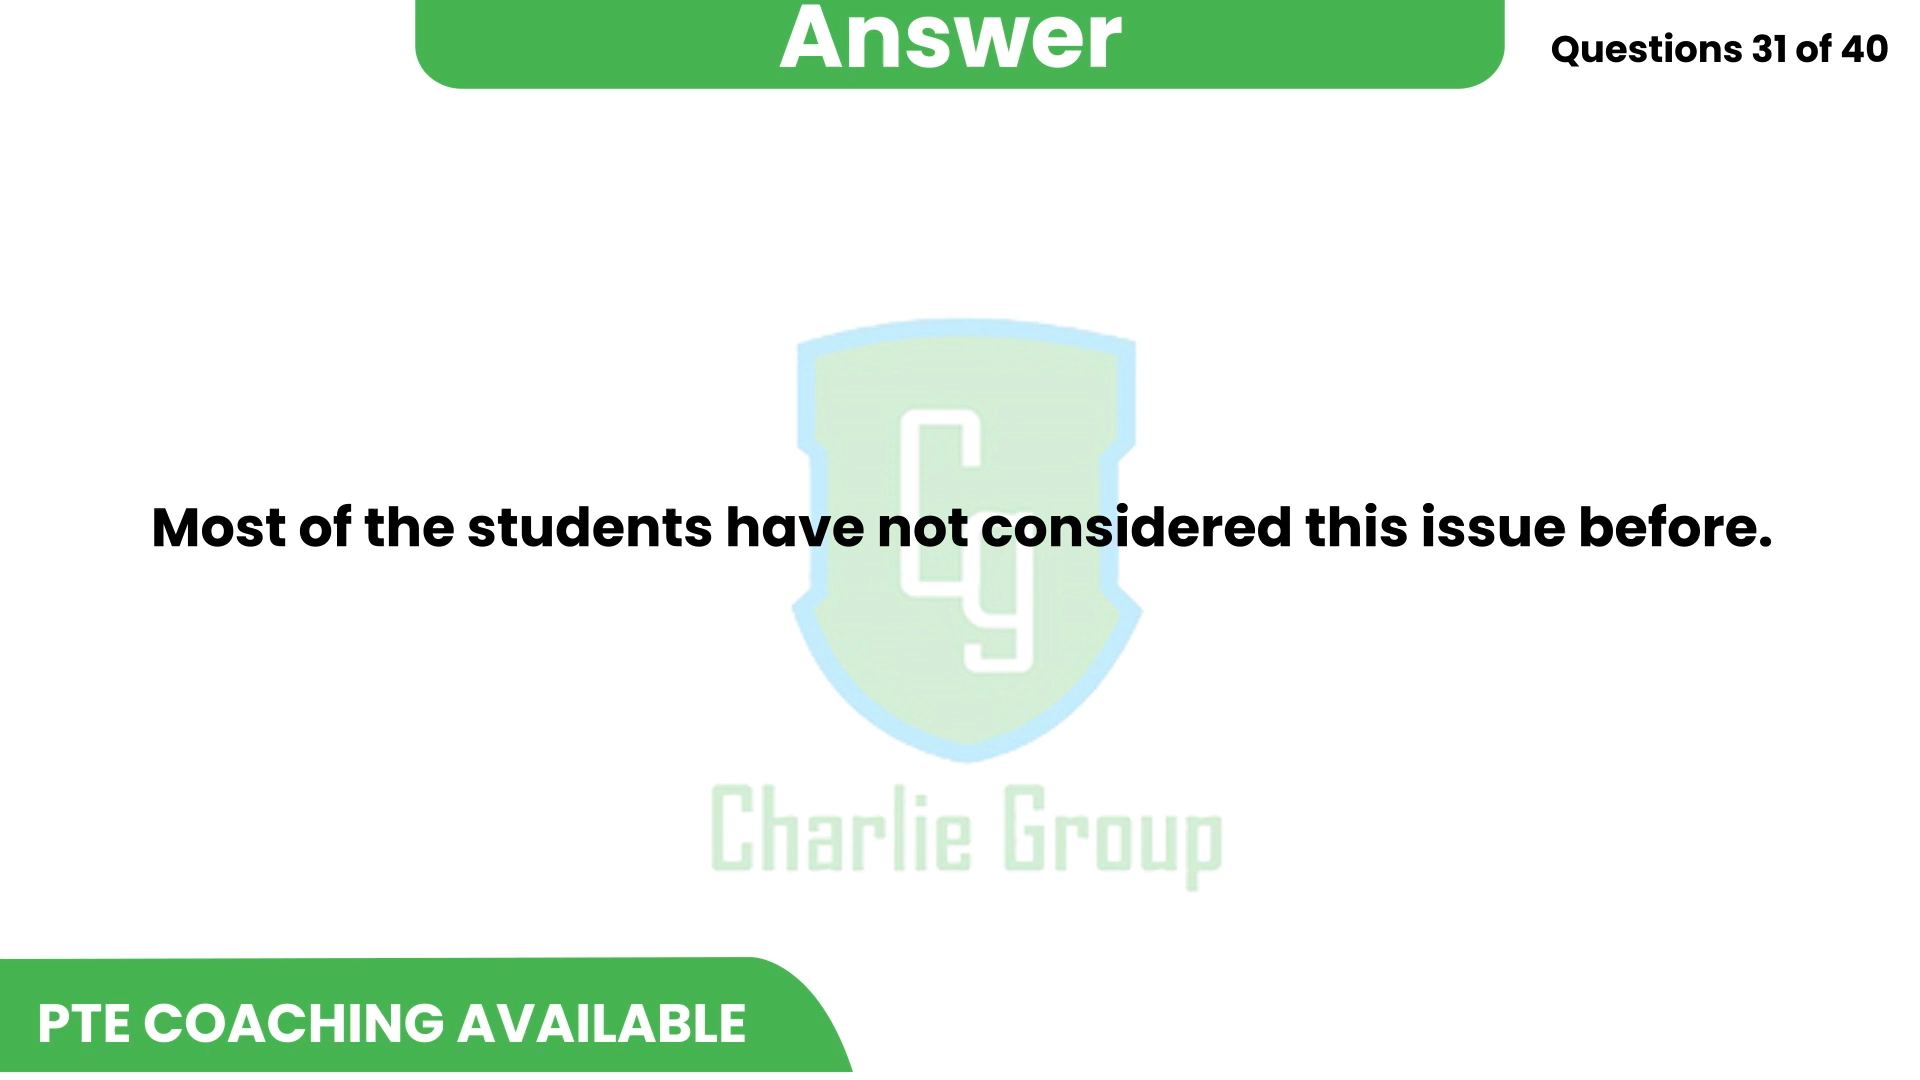 Answer
Questions 31 of 40
Most of the students have not considered this issue before.
Cg
Charlie Group
PTE COACHING AVAILABLE